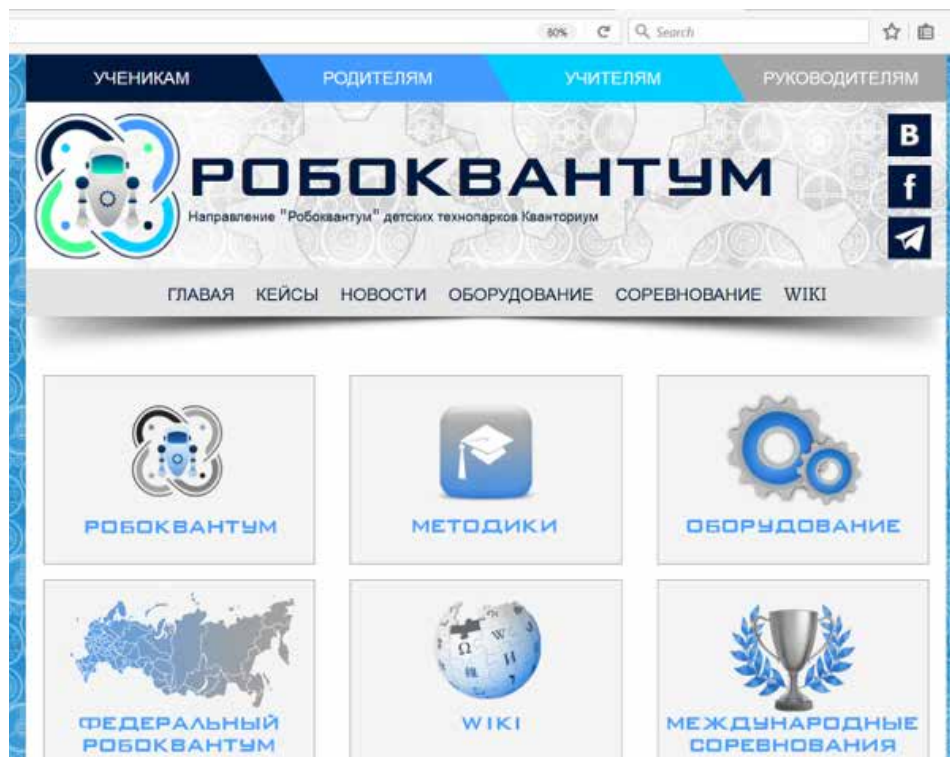 80%
Search
УЧЕНИКАМ РОДИТЕЛЯМ УЧИТЕЛЯМ РУКОВОДИТЕЛЯМ
РОБОКВАНТУМ
Направление "Робоквантум" детских технопарков Кванториум
B
f
ГЛАВАЯ КЕЙСЫ НОВОСТИ ОБОРУДОВАНИЕ СОРЕВНОВАНИЕ WIKI
РОБОКВАНТУМ МЕТОДИКИ ОБОРУДОВАНИЕ
Ω W И
ФЕДЕРАЛЬНЫЙ WIKI МЕЖДУНАРОДНЫЕ
РОБОКВАНТУМ СОРЕВНОВАНИЯ